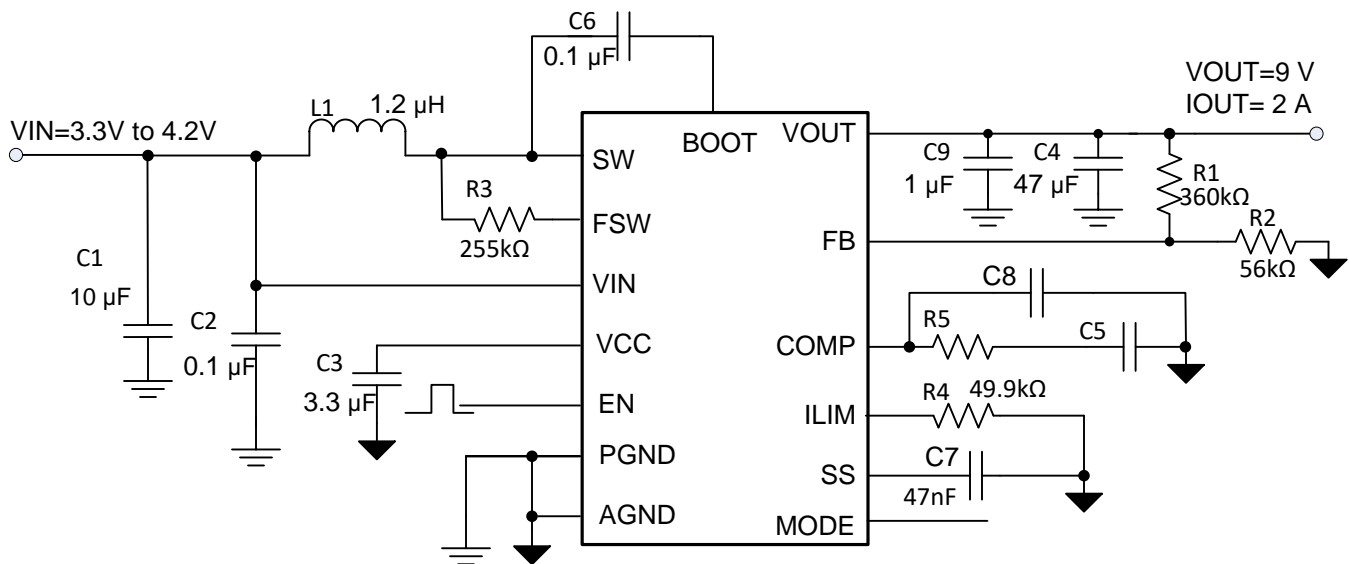 C6
0.1 µF
VOUT=9 V
IOUT= 2 A
L1
1.2 µH
VIN=3.3V to 4.2V
BOOT
VOUT
SW
C9
1 µF
C4
47 µF
R1
360kΩ
R3
255kΩ
FSW
FB
R2
56kΩ
C1
10 µF
VIN
C8
C2
0.1 µF
VCC
COMP
R5
C5
C3
3.3 µF
EN
ILIM
R4
49.9kΩ
PGND
SS
C7
47nF
AGND
MODE